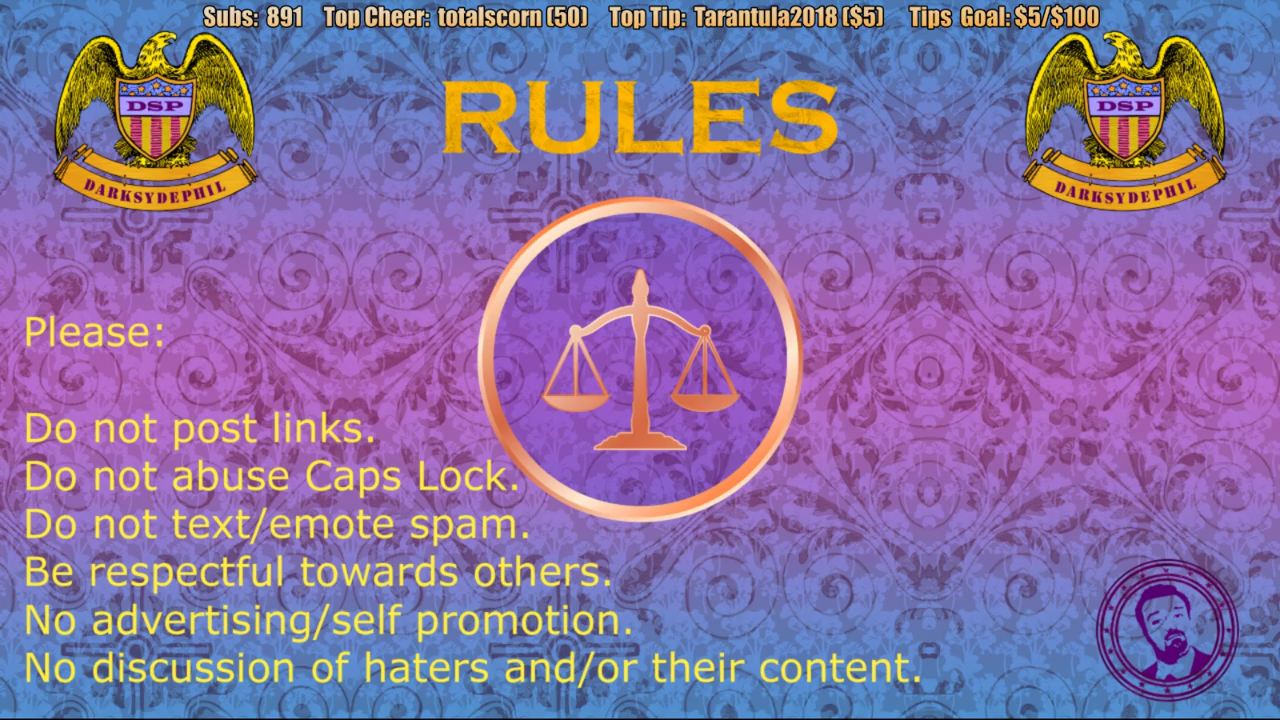 Subs: 891 Top Cheer: totalscorn (50) Top Tip: Tarantula2018 ($5) Tips Goal: $5/$100
DSP
DARKSYDEPHIL
RULES
DSP
DARKSYDEPHIL
Please:
Do not post links.
Do not abuse Caps Lock.
Do not text/emote spam.
Be respectful towards others.
No advertising/self promotion.
No discussion of haters and/or their content.